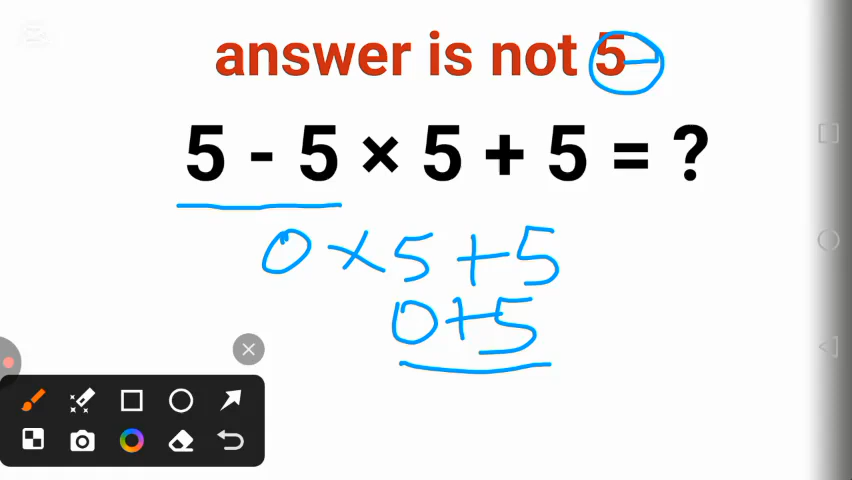 answer is not 5
5 - 5 × 5 + 5 = ?
0 × 5 + 5
0 + 5